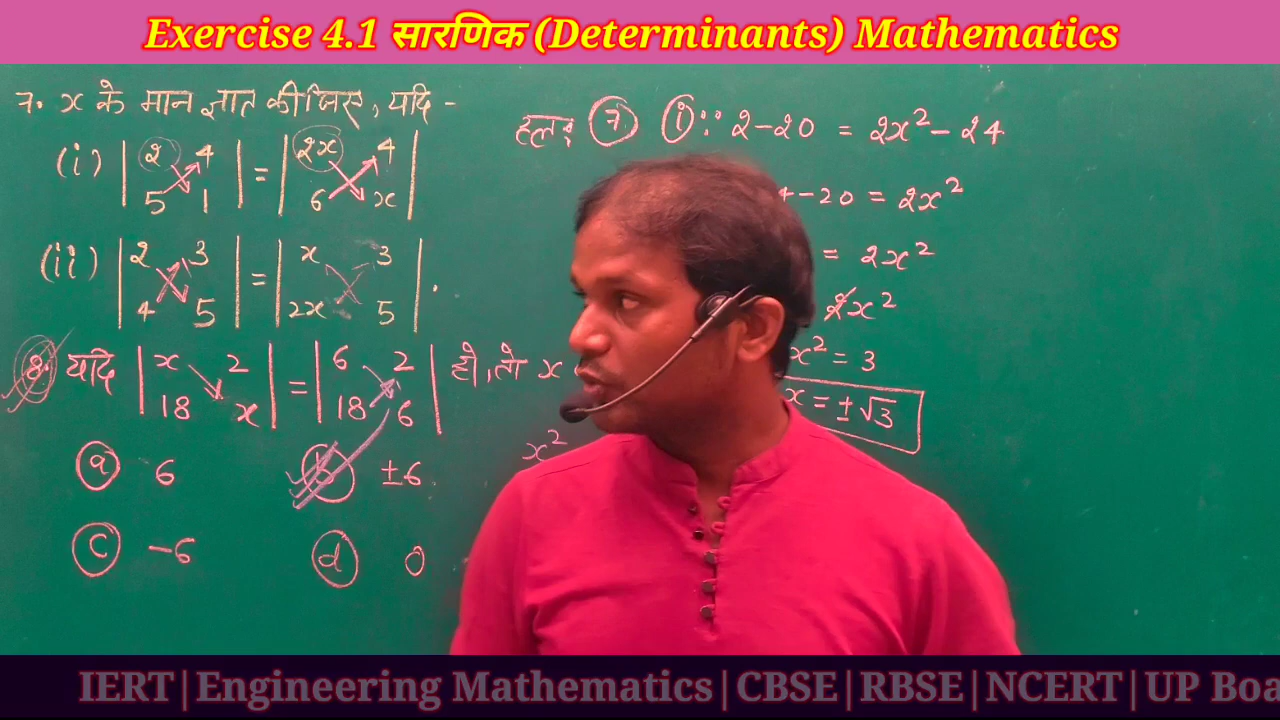 Exercise 4.1 सारणिक (Determinants) Mathematics
7. x के मान ज्ञात कीजिए, यदि -
(i) | 2 4 | = | 2x 4 |
5 1 6 x
(ii) | 2 3 | = | x 3 | .
4 5 2x 5
8. यदि | x 2 | = | 6 2 | हो, तो x
18 x 18 6
(a) 6 (b) ±6
(c) -6 (d) 0
हलः (7) (i) ∵ 2-20 = 2x²-24
4-20 = 2x²
= 2x²
2x²
x² = 3
x = ±√3
x²
IERT|Engineering Mathematics|CBSE|RBSE|NCERT|UP Boa